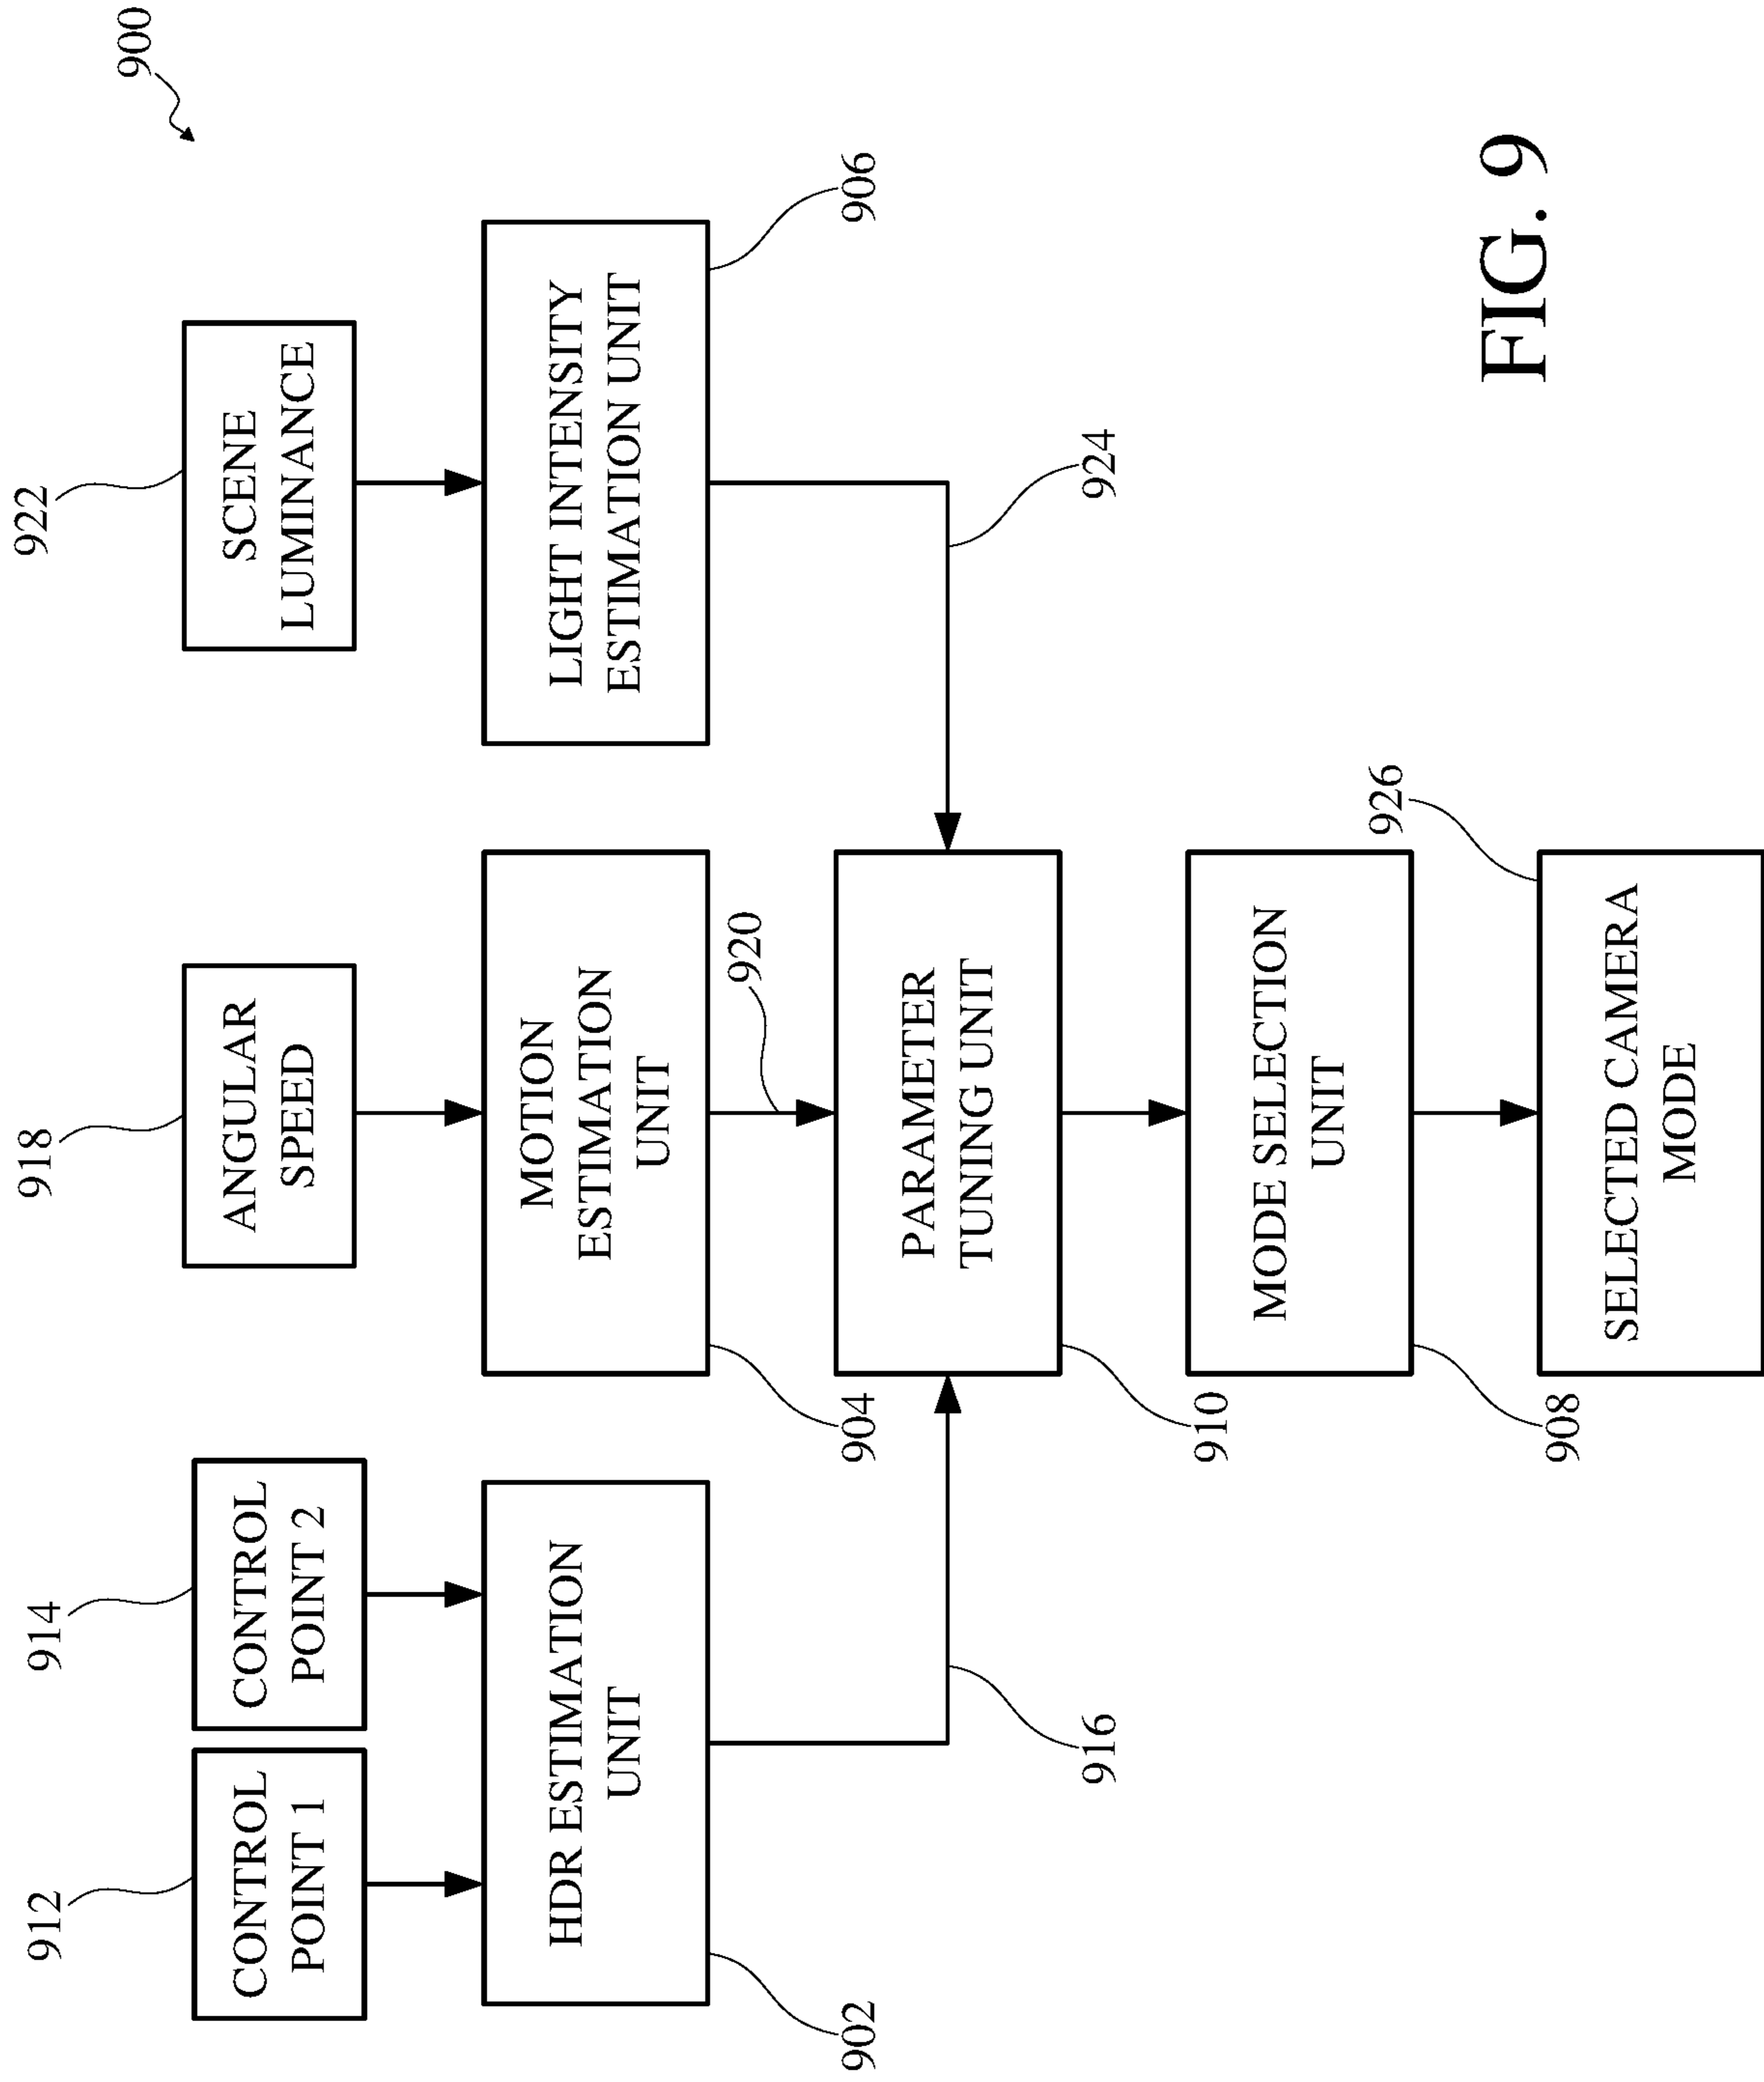 900
912
914
918
922
CONTROL
POINT 1
CONTROL
POINT 2
ANGULAR
SPEED
SCENE
LUMINANCE
HDR ESTIMATION
UNIT
MOTION
ESTIMATION
UNIT
LIGHT INTENSITY
ESTIMATION UNIT
902
904
920
906
PARAMETER
TUNING UNIT
916
910
924
MODE SELECTION
UNIT
908
926
SELECTED CAMERA
MODE
FIG. 9